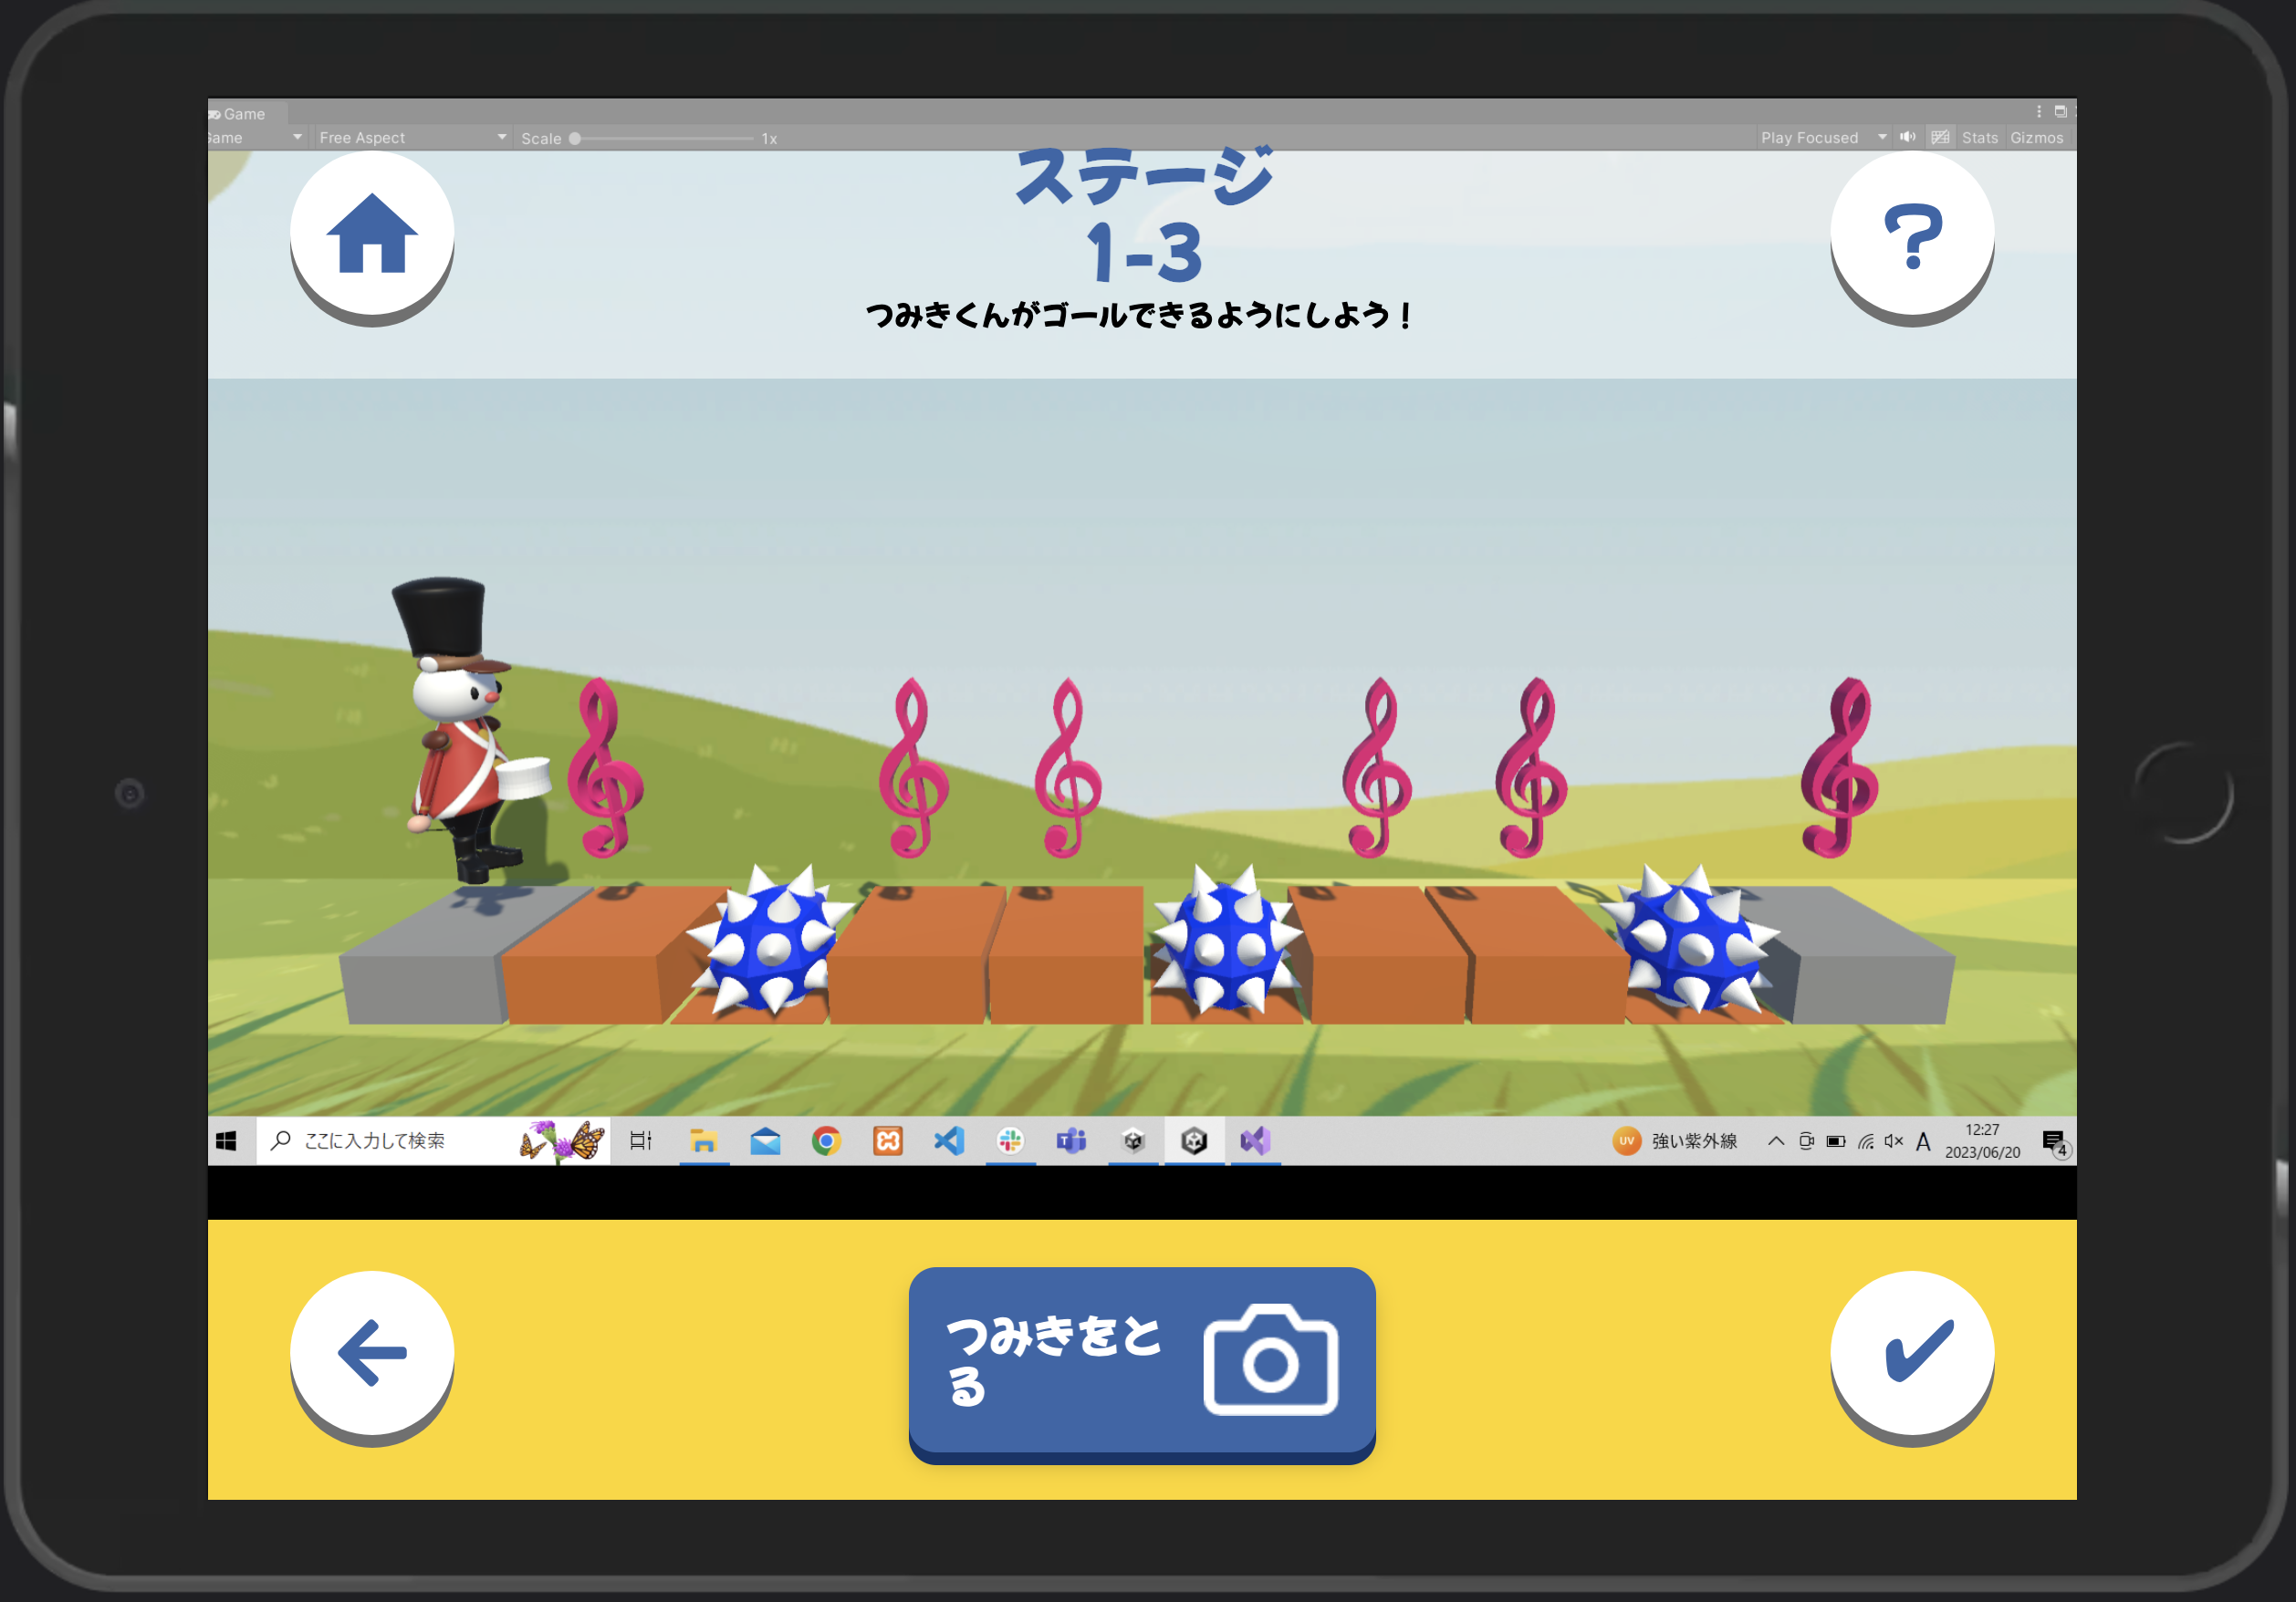 Game
Game Free Aspect Scale 1x Play Focused Stats Gizmos
ステージ
1-3
つみきくんがゴールできるようにしよう！
ここに入力して検索 UV 強い紫外線 A 12:27
2023/06/20 4
つみきをと
る